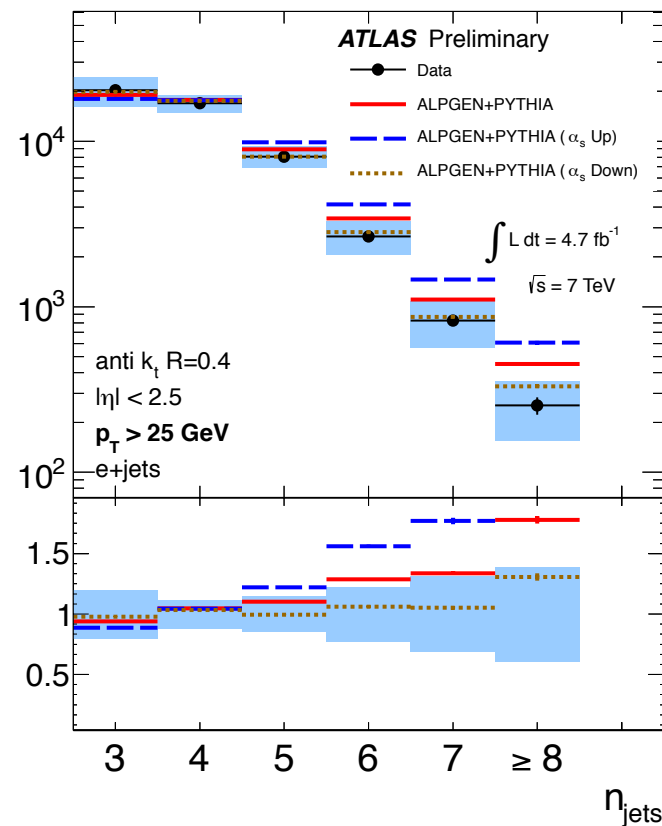 ATLAS Preliminary
Data
ALPGEN+PYTHIA
ALPGEN+PYTHIA ( αs Up)
ALPGEN+PYTHIA ( αs Down)
∫ L dt = 4.7 fb⁻¹
√s = 7 TeV
anti kt R=0.4
|η| < 2.5
pT > 25 GeV
e+jets
10⁴
10³
10²
1.5
1
0.5
3 4 5 6 7 ≥ 8
njets